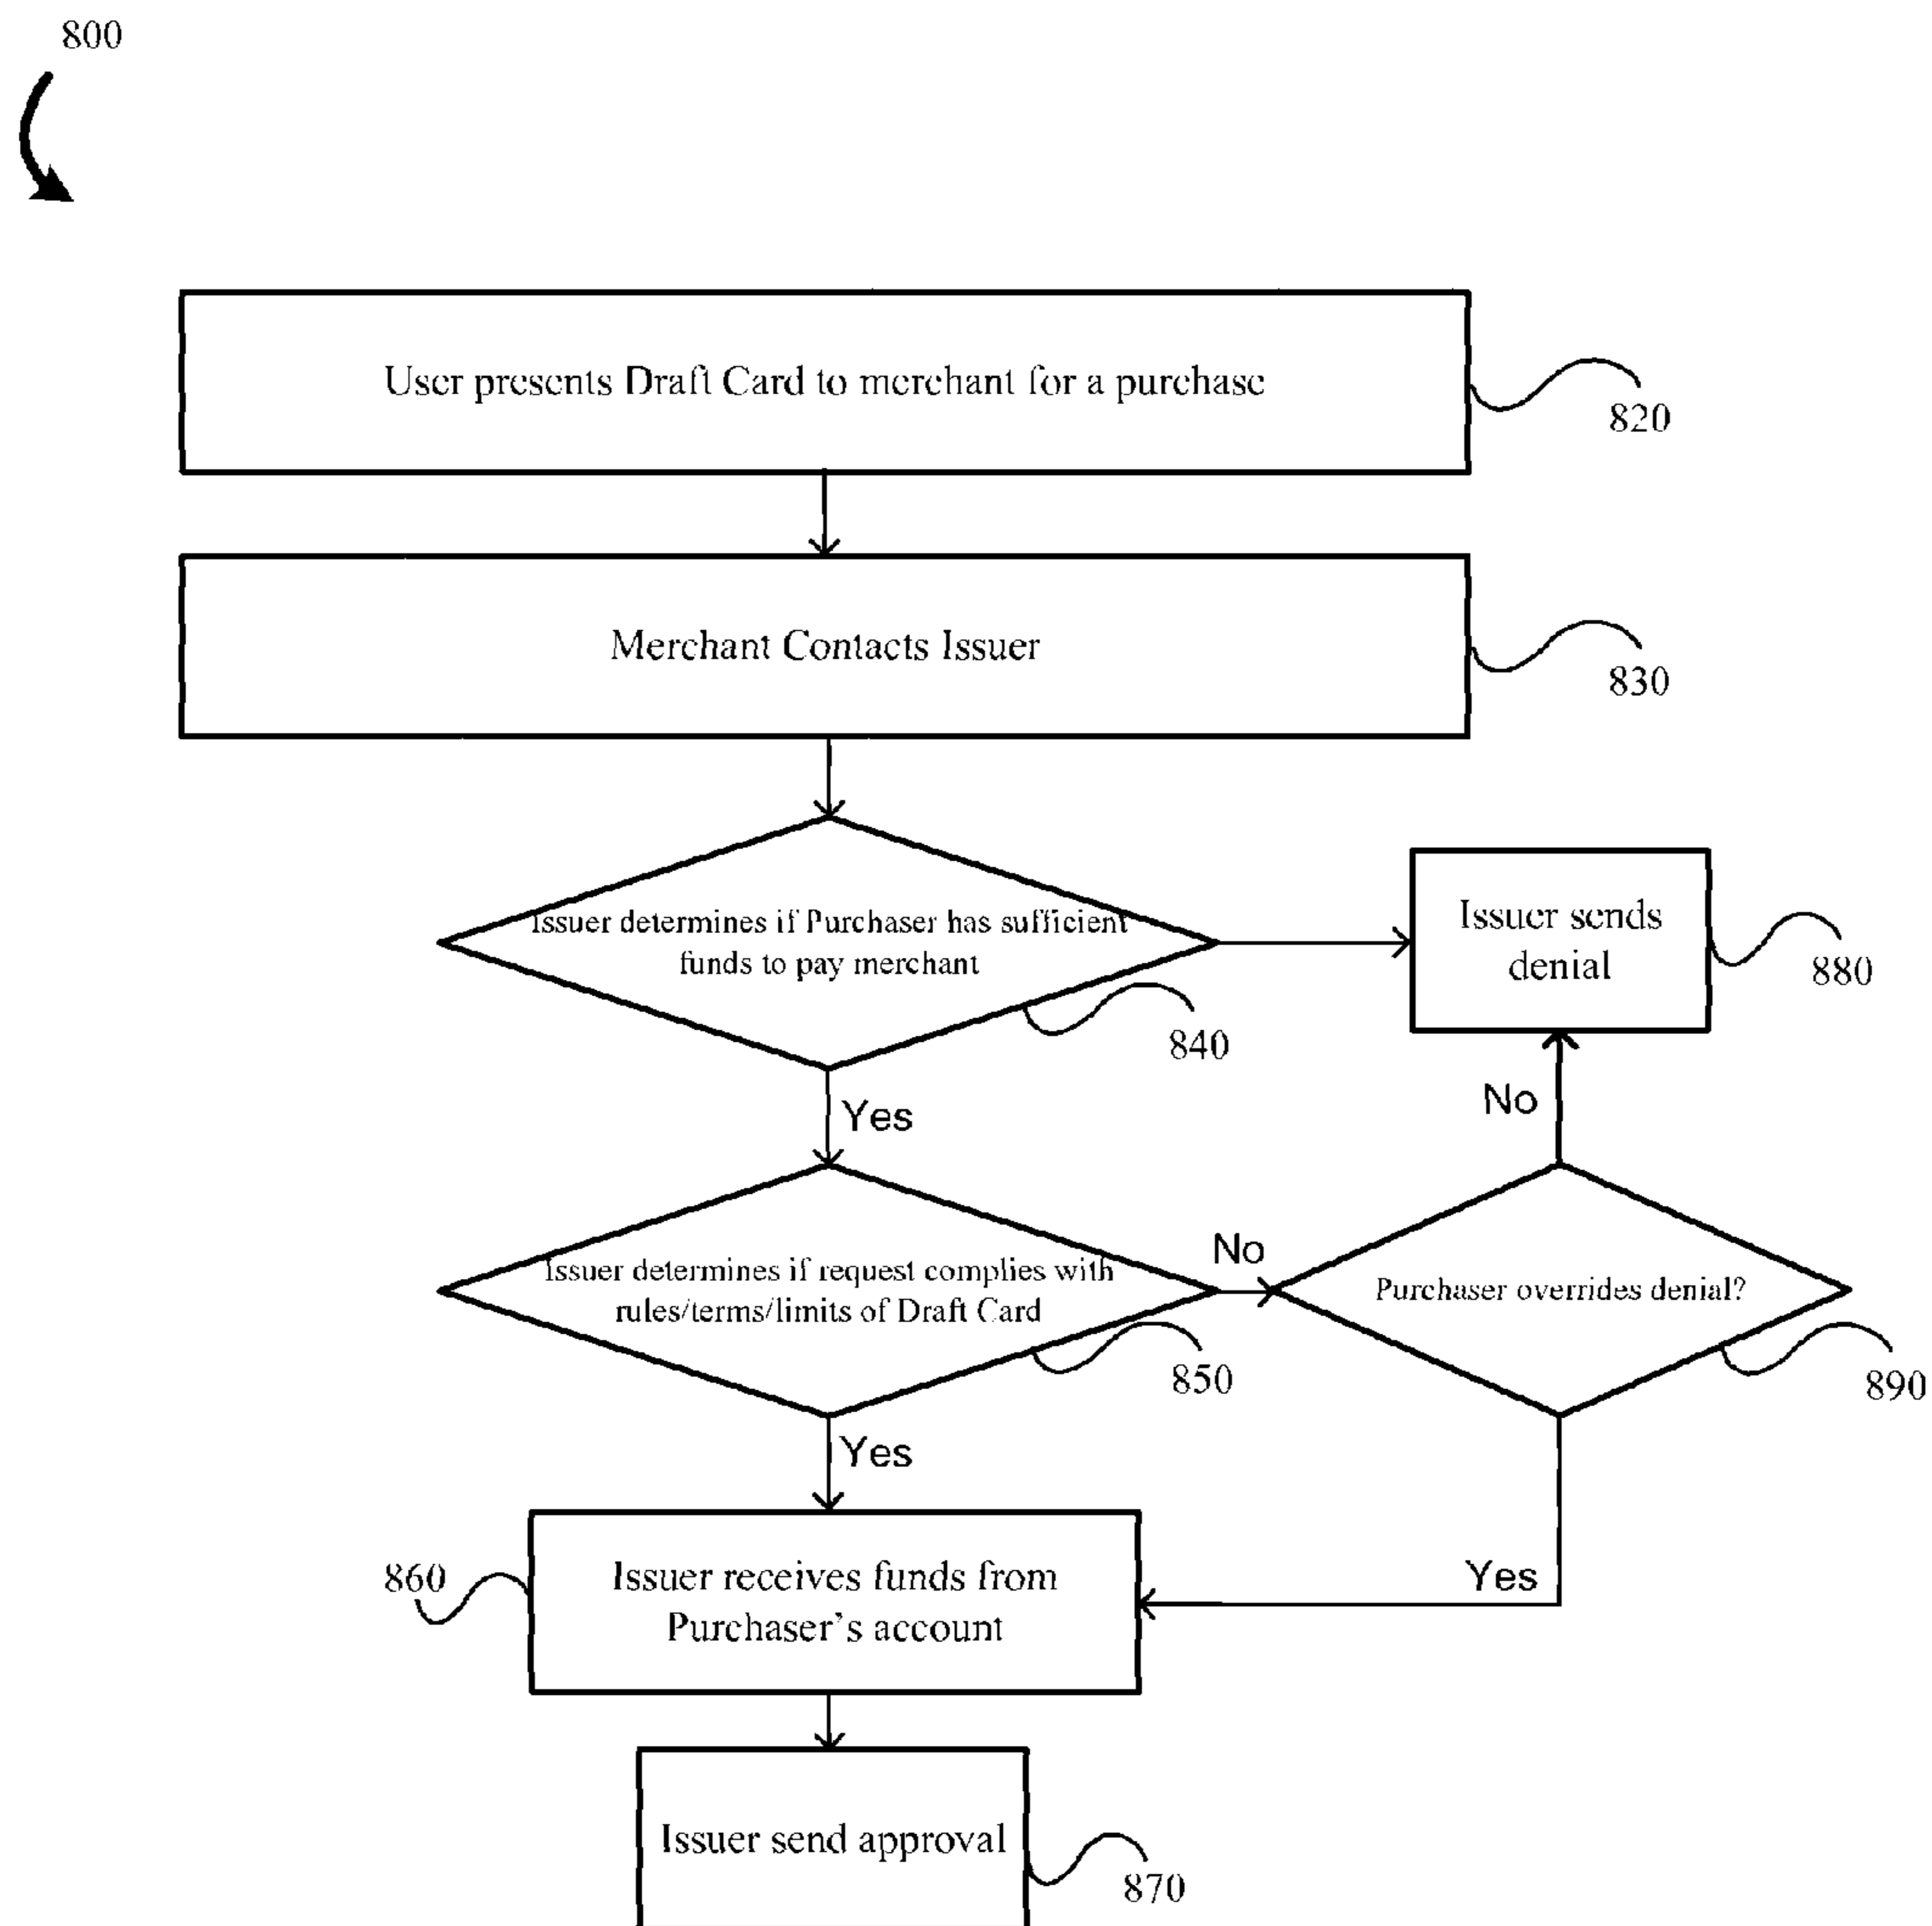 800
User presents Draft Card to merchant for a purchase
820
Merchant Contacts Issuer
830
Issuer determines if Purchaser has sufficient
funds to pay merchant
840
Issuer sends
denial
880
Yes
No
Issuer determines if request complies with
rules/terms/limits of Draft Card
850
No
Purchaser overrides denial?
890
Yes
Yes
860
Issuer receives funds from
Purchaser's account
Issuer send approval
870